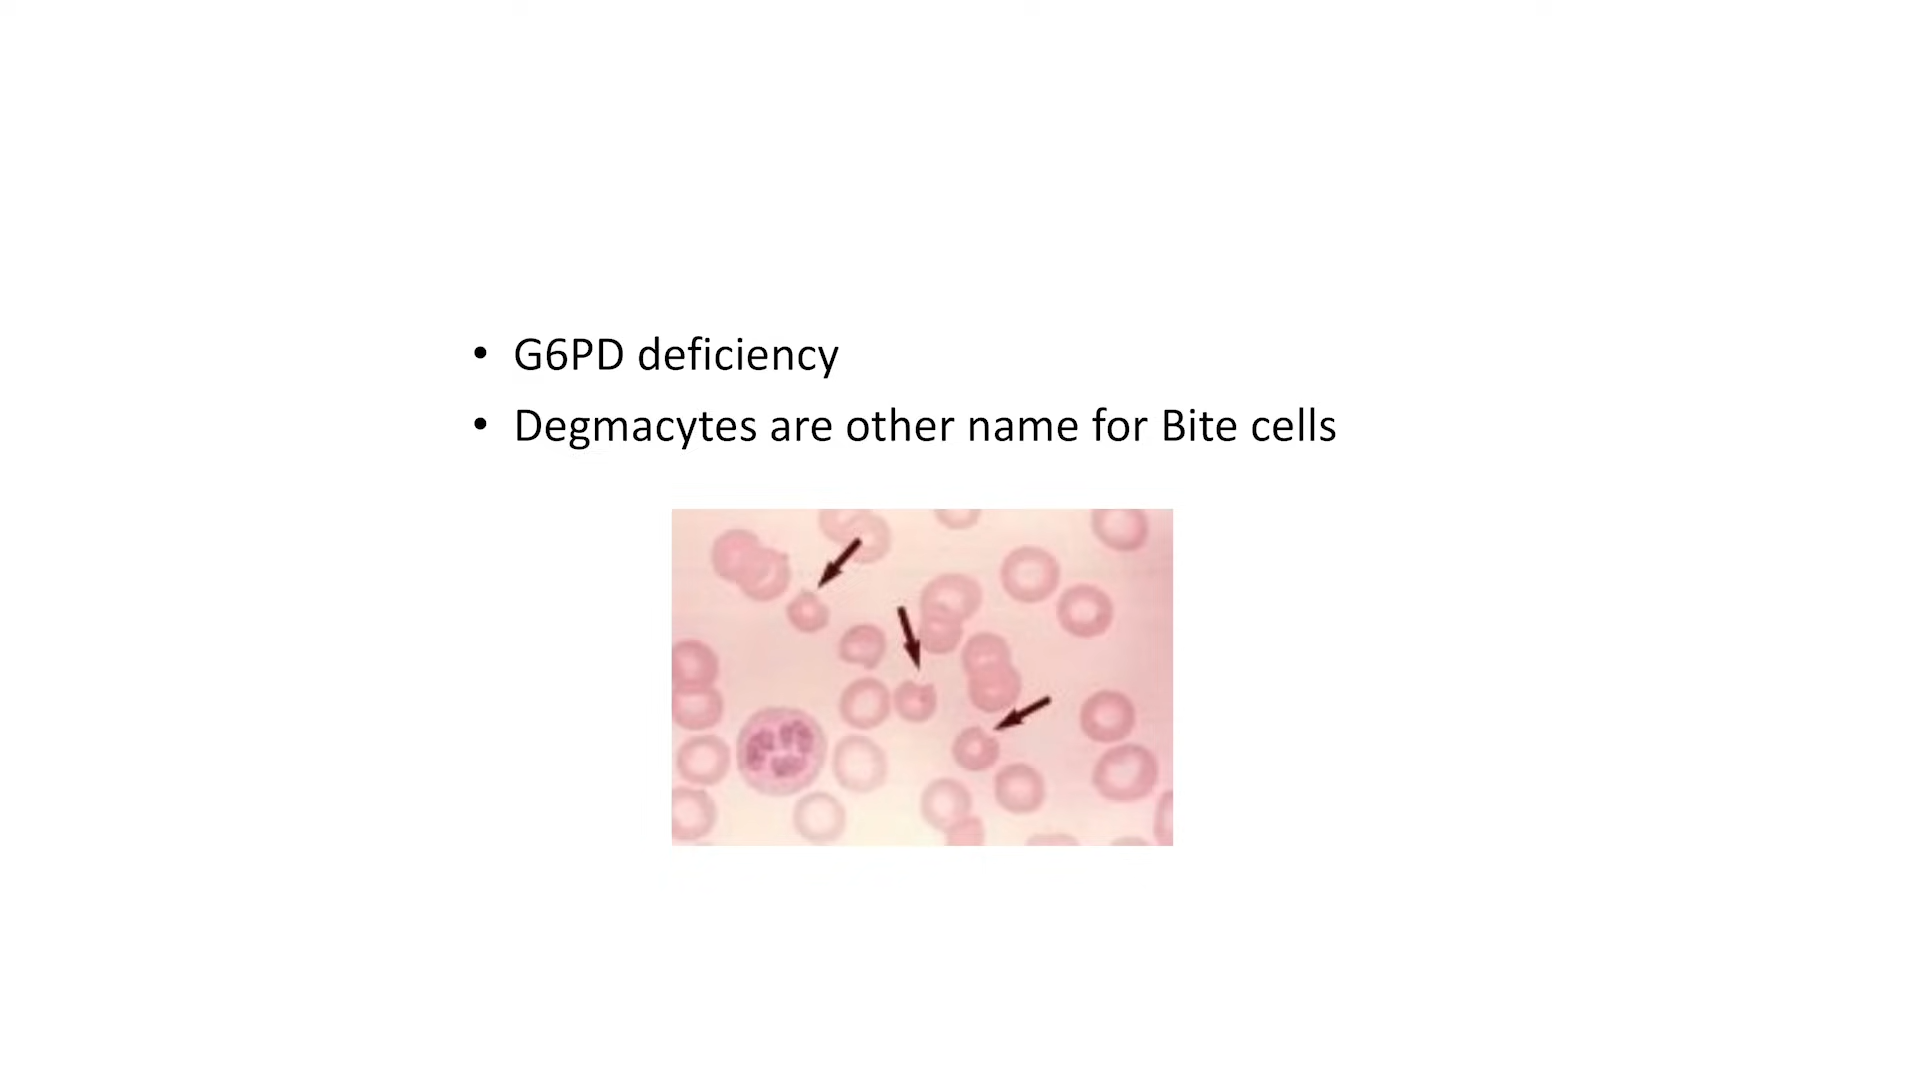 • G6PD deficiency
• Degmacytes are other name for Bite cells